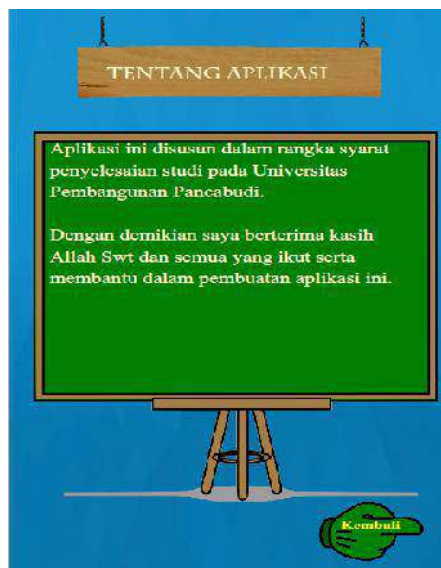 TENTANG APLIKASI
Aplikasi ini disusun dalam rangka syarat
penyelesaian studi pada Universitas
Pembangunan Pancabudi.
Dengan demikian saya berterima kasih
Allah Swt dan semua yang ikut serta
membantu dalam pembuatan aplikasi ini.
Kembali